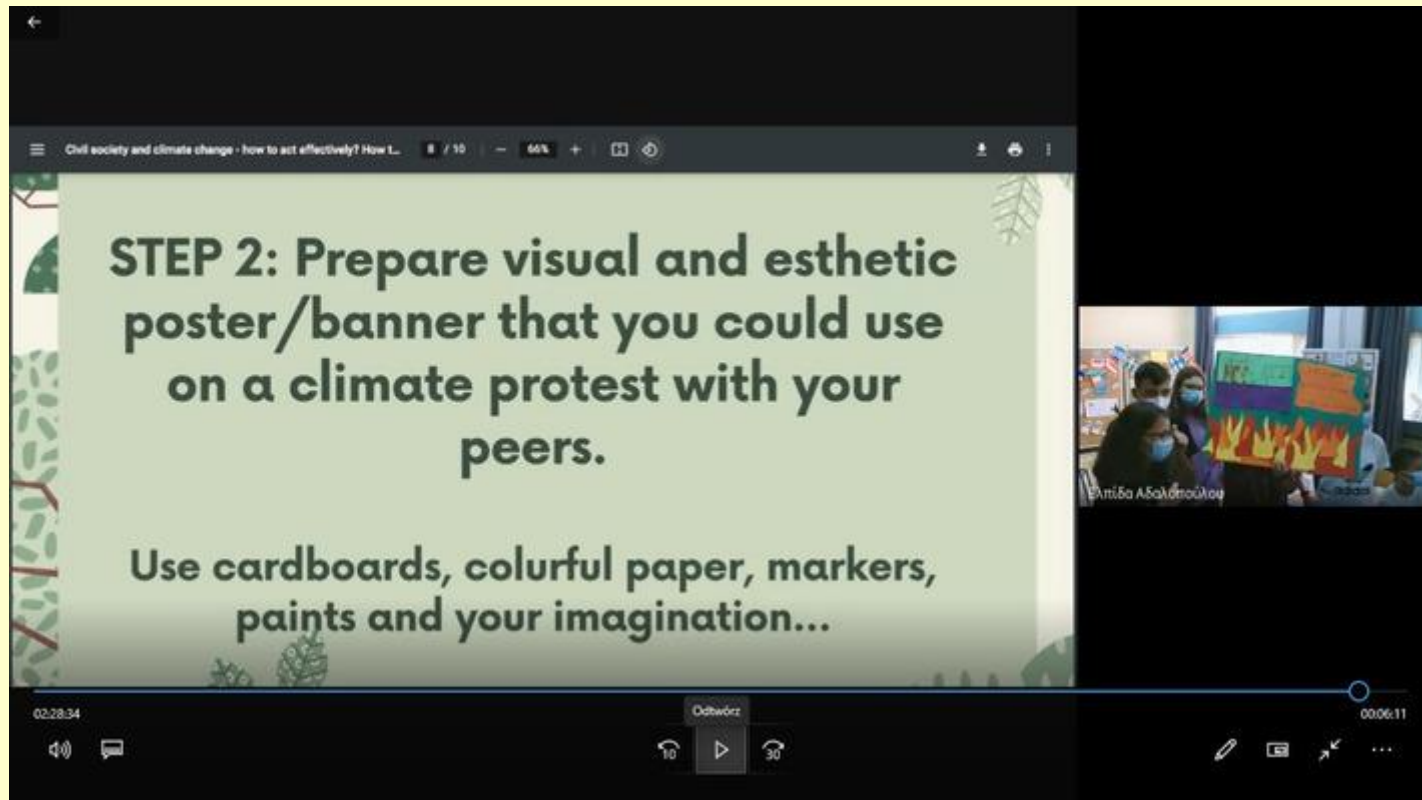 Civil society and climate change - how to act effectively? How t...
8 / 10
66%
STEP 2: Prepare visual and esthetic
poster/banner that you could use
on a climate protest with your
peers.
Use cardboards, colurful paper, markers,
paints and your imagination...
Ελπίδα Αδαλοπούλου
Odtwórz
02:28:34
00:06:11
10
30